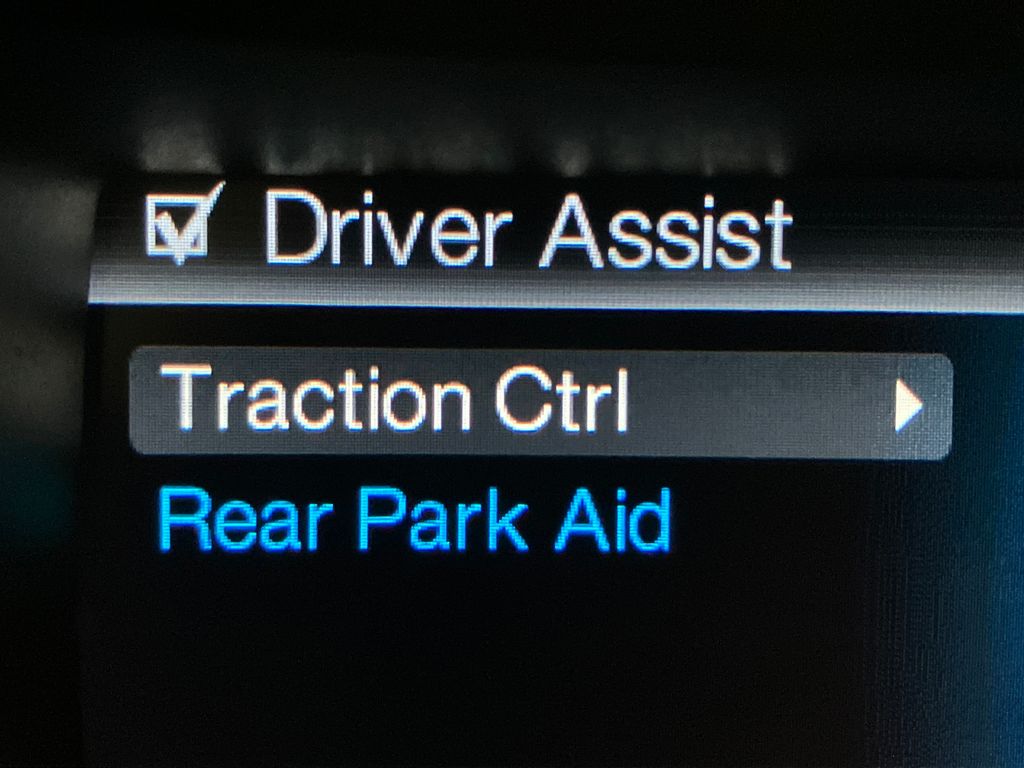 Driver Assist
Traction Ctrl
Rear Park Aid